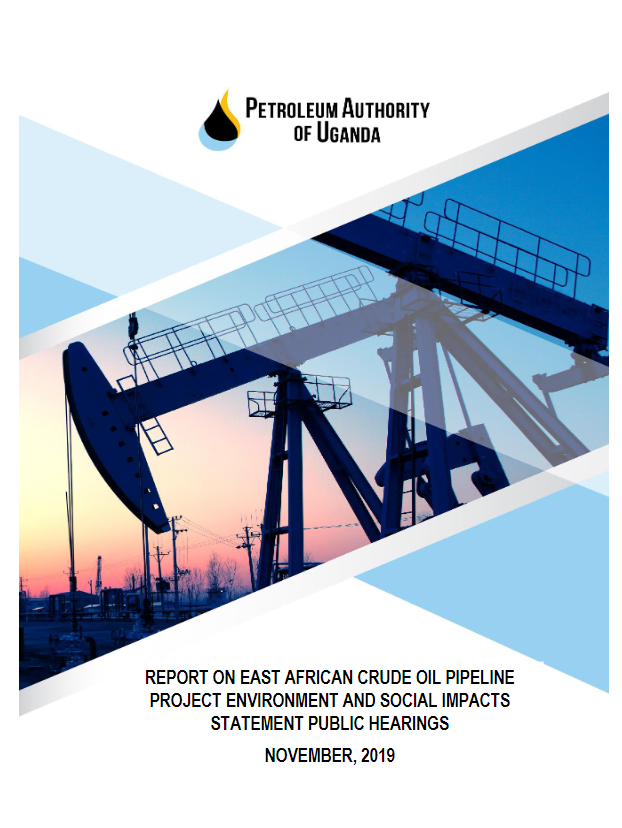 PETROLEUM AUTHORITY
OF UGANDA
REPORT ON EAST AFRICAN CRUDE OIL PIPELINE
PROJECT ENVIRONMENT AND SOCIAL IMPACTS
STATEMENT PUBLIC HEARINGS
NOVEMBER, 2019